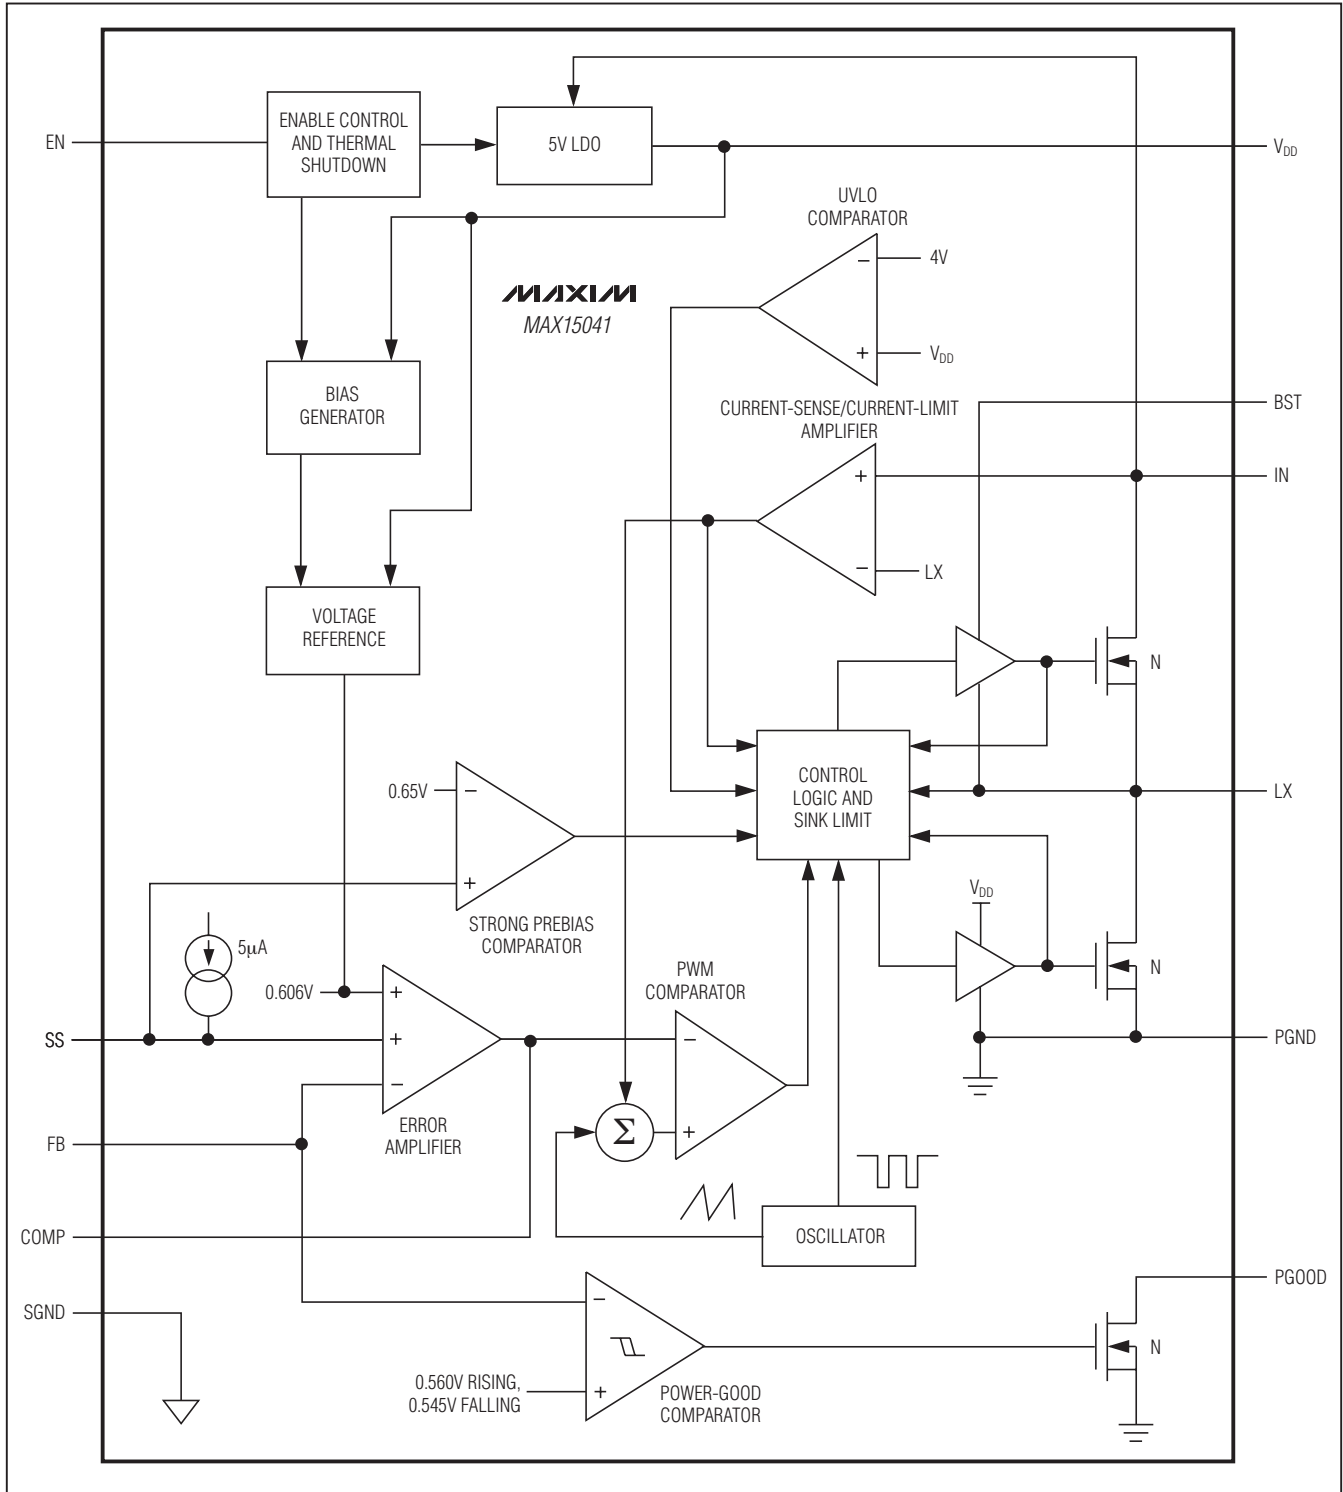 ENABLE CONTROL
AND THERMAL
SHUTDOWN
EN
5V LDO
VDD
UVLO
COMPARATOR
−
4V
MAXIM
MAX15041
+
VDD
BIAS
GENERATOR
CURRENT-SENSE/CURRENT-LIMIT
AMPLIFIER
BST
+
IN
−
LX
VOLTAGE
REFERENCE
N
CONTROL
LOGIC AND
SINK LIMIT
0.65V
−
LX
+
VDD
STRONG PREBIAS
COMPARATOR
5µA
N
PWM
COMPARATOR
0.606V
+
SS
+
−
PGND
−
ERROR
AMPLIFIER
FB
Σ
+
COMP
OSCILLATOR
PGOOD
SGND
−
N
0.560V RISING,
0.545V FALLING
+
POWER-GOOD
COMPARATOR